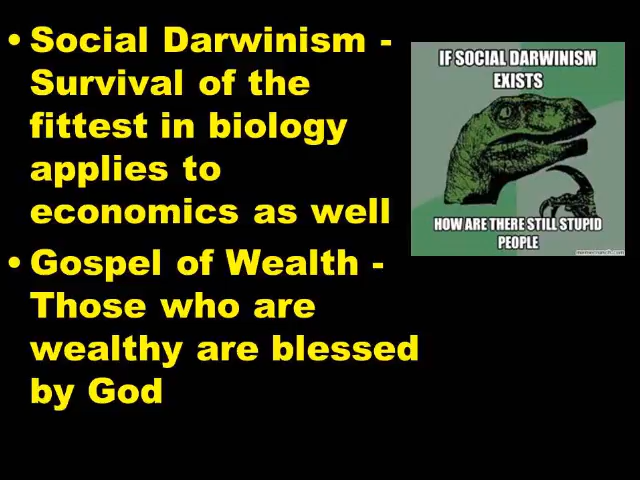 • Social Darwinism -
Survival of the
fittest in biology
applies to
economics as well
• Gospel of Wealth -
Those who are
wealthy are blessed
by God
IF SOCIAL DARWINISM
EXISTS
HOW ARE THERE STILL STUPID
PEOPLE